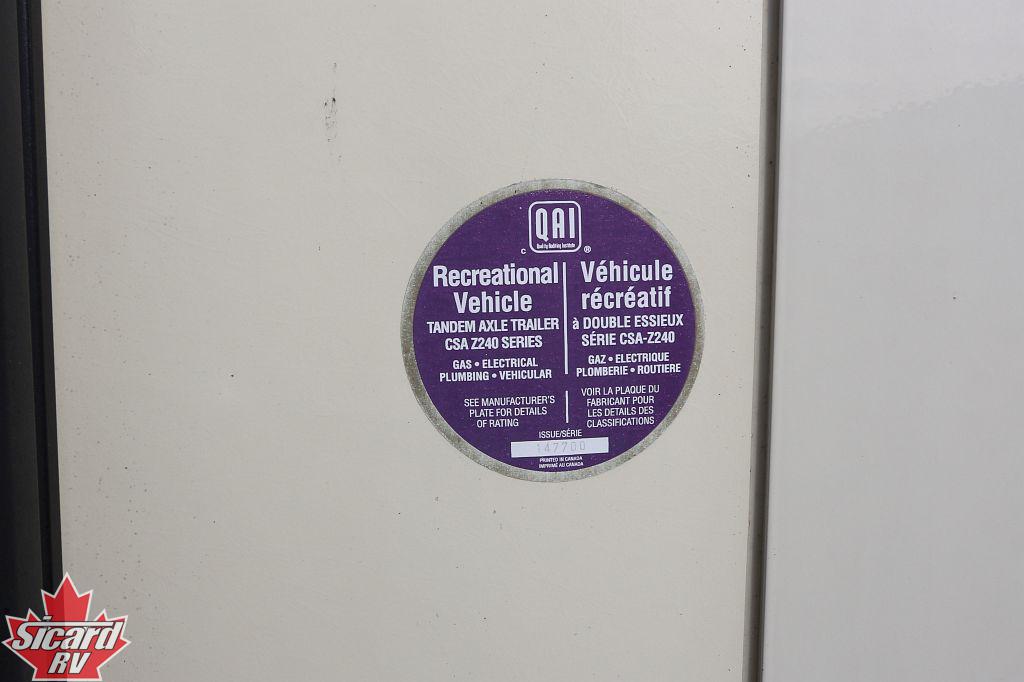 QAI
Quality Auditing Institute
C ®
Recreational
Vehicle
TANDEM AXLE TRAILER
CSA Z240 SERIES
GAS • ELECTRICAL
PLUMBING • VEHICULAR
SEE MANUFACTURER'S
PLATE FOR DETAILS
OF RATING
Véhicule
récréatif
à DOUBLE ESSIEUX
SÉRIE CSA-Z240
GAZ • ELECTRIQUE
PLOMBERIE • ROUTIERE
VOIR LA PLAQUE DU
FABRICANT POUR
LES DETAILS DES
CLASSIFICATIONS
ISSUE/SÉRIE
147700
PRINTED IN CANADA
IMPRIMÉ AU CANADA
Sicard
RV